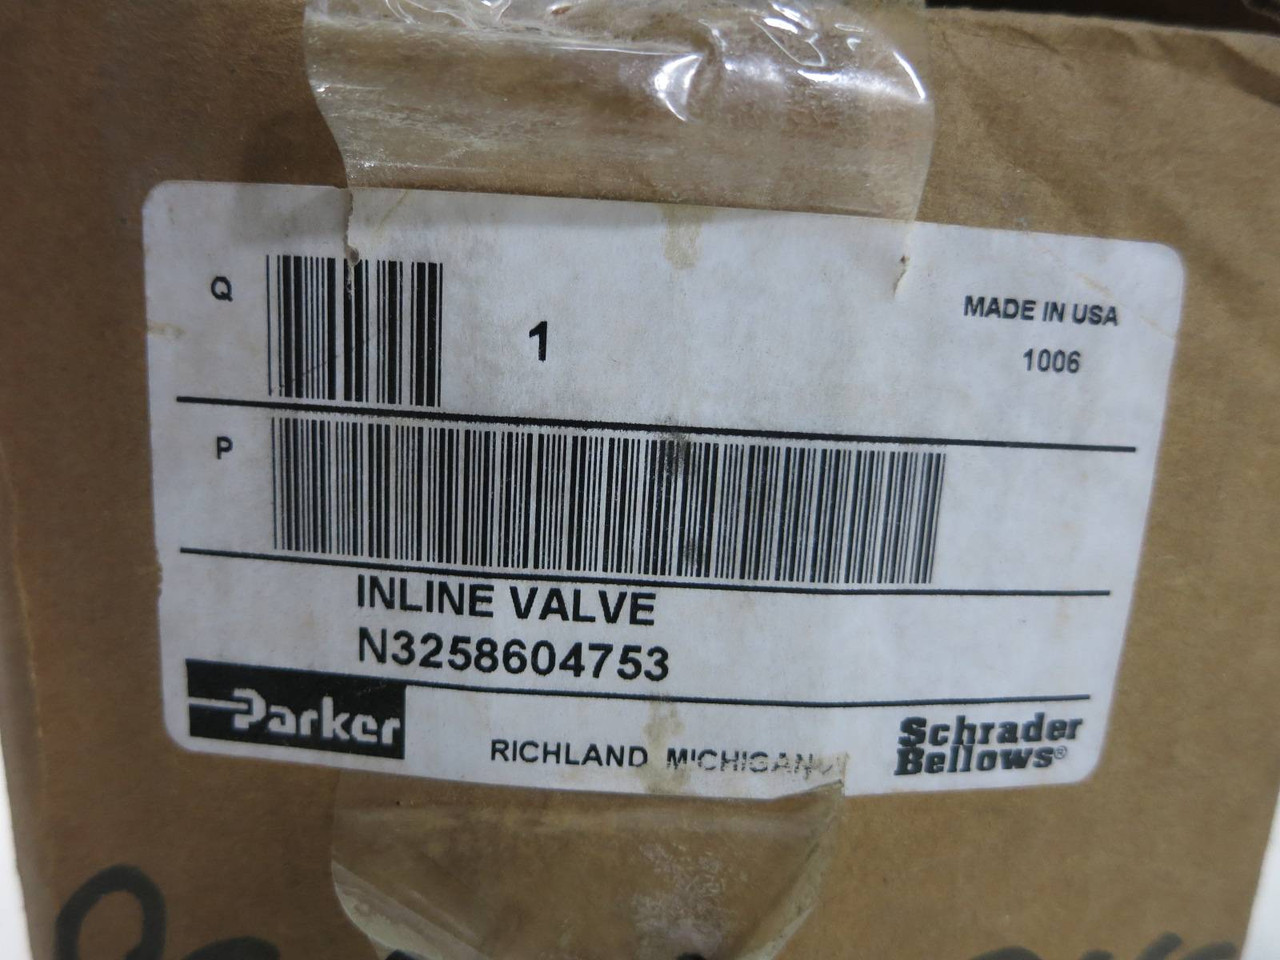 Q
1
MADE IN USA
1006
P
INLINE VALVE
N3258604753
Parker
RICHLAND MICHIGAN
Schrader
Bellows®